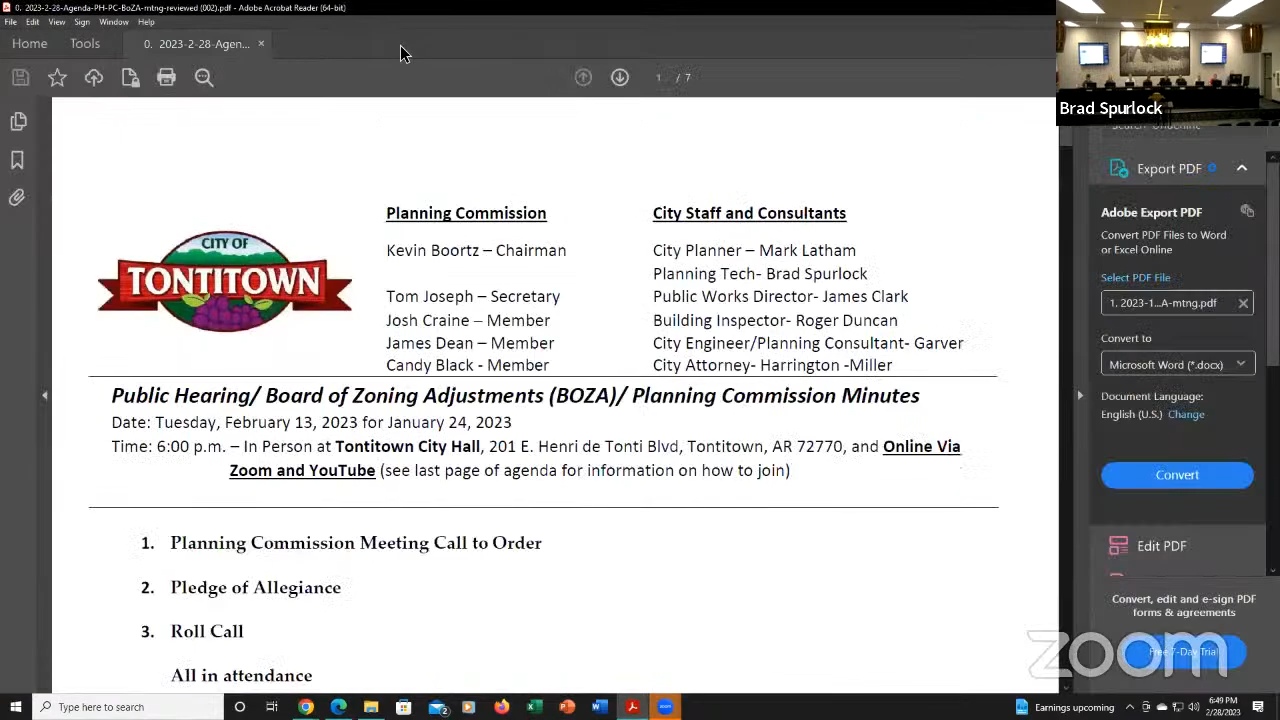 0. 2023-2-28-Agenda-PH-PC-BoZA-mtng-reviewed (002).pdf - Adobe Acrobat Reader (64-bit)
File Edit View Sign Window Help
Home Tools 0. 2023-2-28-Agen... ×
1 / 7
Brad Spurlock
Planning Commission
Kevin Boortz – Chairman
Tom Joseph – Secretary
Josh Craine – Member
James Dean – Member
Candy Black - Member
City Staff and Consultants
City Planner – Mark Latham
Planning Tech- Brad Spurlock
Public Works Director- James Clark
Building Inspector- Roger Duncan
City Engineer/Planning Consultant- Garver
City Attorney- Harrington -Miller
CITY OF
TONTITOWN
Public Hearing/ Board of Zoning Adjustments (BOZA)/ Planning Commission Minutes
Date: Tuesday, February 13, 2023 for January 24, 2023
Time: 6:00 p.m. – In Person at Tontitown City Hall, 201 E. Henri de Tonti Blvd, Tontitown, AR 72770, and Online Via
Zoom and YouTube (see last page of agenda for information on how to join)
1. Planning Commission Meeting Call to Order
2. Pledge of Allegiance
3. Roll Call
All in attendance
Export PDF
Adobe Export PDF
Convert PDF Files to Word
or Excel Online
Select PDF File
1. 2023-1...A-mtng.pdf
Convert to
Microsoft Word (*.docx)
Document Language:
English (U.S.) Change
Convert
Edit PDF
Convert, edit and e-sign PDF
forms & agreements
Free 7-Day Trial
zoom
Type here to search
2
Earnings upcoming
6:49 PM
2/28/2023